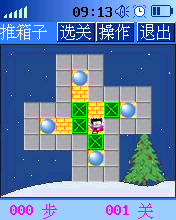 09:13
推箱子 选关 操作 退出
000 步 001 关